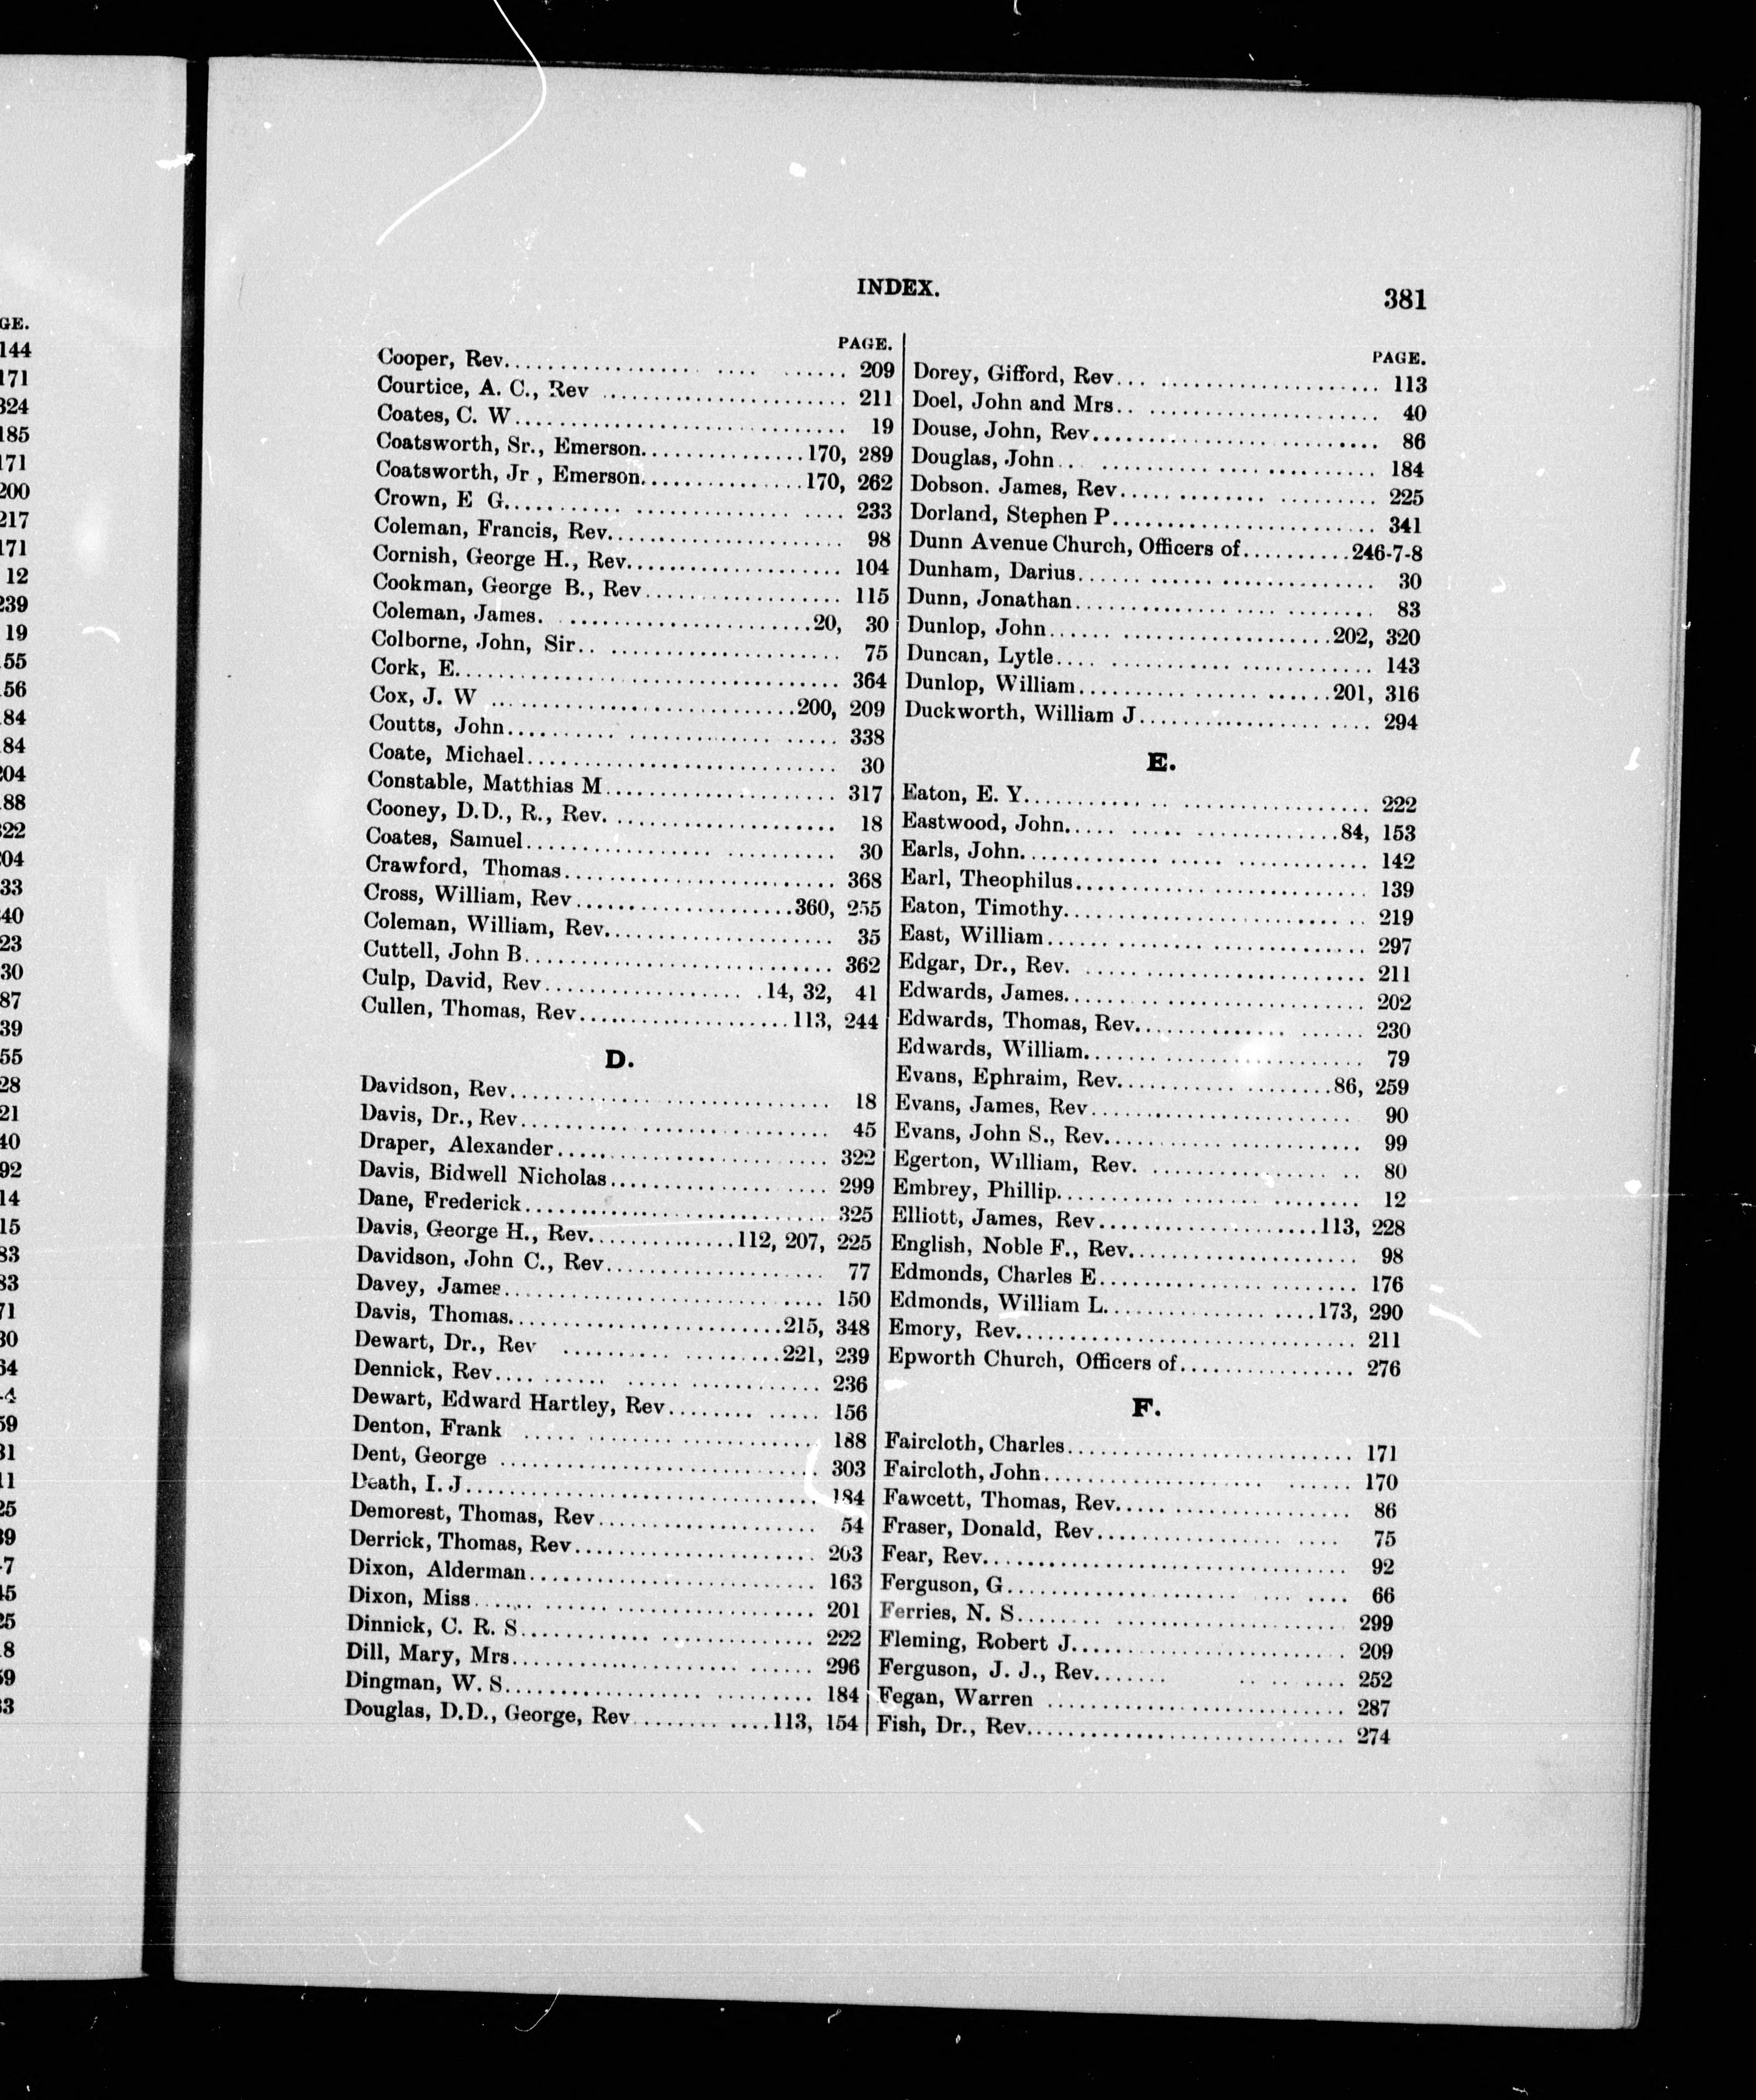 INDEX.
381
PAGE.
Cooper, Rev. 209
Courtice, A. C., Rev 211
Coates, C. W. 19
Coatsworth, Sr., Emerson. 170, 289
Coatsworth, Jr , Emerson. 170, 262
Crown, E G. 233
Coleman, Francis, Rev. 98
Cornish, George H., Rev. 104
Cookman, George B., Rev. 115
Coleman, James. 20, 30
Colborne, John, Sir. 75
Cork, E. 364
Cox, J. W 200, 209
Coutts, John. 338
Coate, Michael. 30
Constable, Matthias M. 317
Cooney, D.D., R., Rev. 18
Coates, Samuel. 30
Crawford, Thomas. 368
Cross, William, Rev. 360, 255
Coleman, William, Rev. 35
Cuttell, John B. 362
Culp, David, Rev. 14, 32, 41
Cullen, Thomas, Rev. 113, 244
D.
Davidson, Rev. 18
Davis, Dr., Rev. 45
Draper, Alexander. 322
Davis, Bidwell Nicholas. 299
Dane, Frederick. 325
Davis, George H., Rev. 112, 207, 225
Davidson, John C., Rev. 77
Davey, James. 150
Davis, Thomas. 215, 348
Dewart, Dr., Rev 221, 239
Dennick, Rev. 236
Dewart, Edward Hartley, Rev. 156
Denton, Frank 188
Dent, George 303
Death, I. J. 184
Demorest, Thomas, Rev. 54
Derrick, Thomas, Rev. 203
Dixon, Alderman. 163
Dixon, Miss. 201
Dinnick, C. R. S. 222
Dill, Mary, Mrs. 296
Dingman, W. S. 184
Douglas, D.D., George, Rev. 113, 154
PAGE.
Dorey, Gifford, Rev. 113
Doel, John and Mrs. 40
Douse, John, Rev. 86
Douglas, John. 184
Dobson. James, Rev. 225
Dorland, Stephen P. 341
Dunn Avenue Church, Officers of. 246-7-8
Dunham, Darius. 30
Dunn, Jonathan. 83
Dunlop, John. 202, 320
Duncan, Lytle. 143
Dunlop, William. 201, 316
Duckworth, William J. 294
E.
Eaton, E. Y. 222
Eastwood, John. 84, 153
Earls, John. 142
Earl, Theophilus. 139
Eaton, Timothy. 219
East, William. 297
Edgar, Dr., Rev. 211
Edwards, James. 202
Edwards, Thomas, Rev. 230
Edwards, William. 79
Evans, Ephraim, Rev. 86, 259
Evans, James, Rev. 90
Evans, John S., Rev. 99
Egerton, William, Rev. 80
Embrey, Phillip. 12
Elliott, James, Rev. 113, 228
English, Noble F., Rev. 98
Edmonds, Charles E. 176
Edmonds, William L. 173, 290
Emory, Rev. 211
Epworth Church, Officers of. 276
F.
Faircloth, Charles. 171
Faircloth, John. 170
Fawcett, Thomas, Rev. 86
Fraser, Donald, Rev. 75
Fear, Rev. 92
Ferguson, G. 66
Ferries, N. S. 299
Fleming, Robert J. 209
Ferguson, J. J., Rev. 252
Fegan, Warren 287
Fish, Dr., Rev. 274